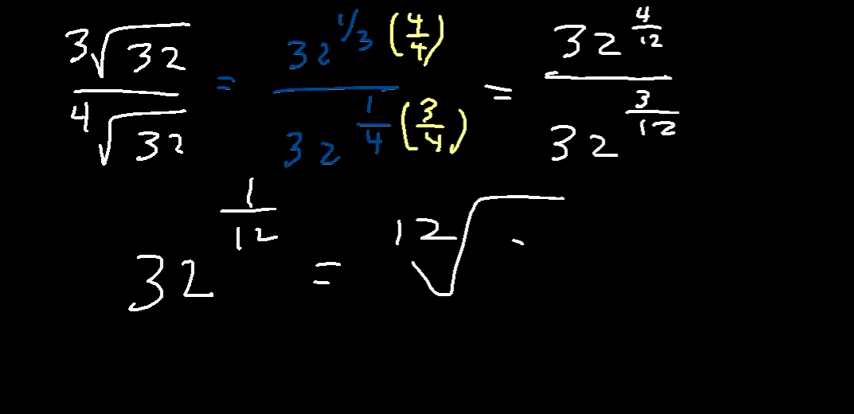 ∛32 / ∜32 = 32^1/3 (4/4) / 32^1/4 (3/4) = 32^4/12 / 32^3/12
32^1/12 = 12√